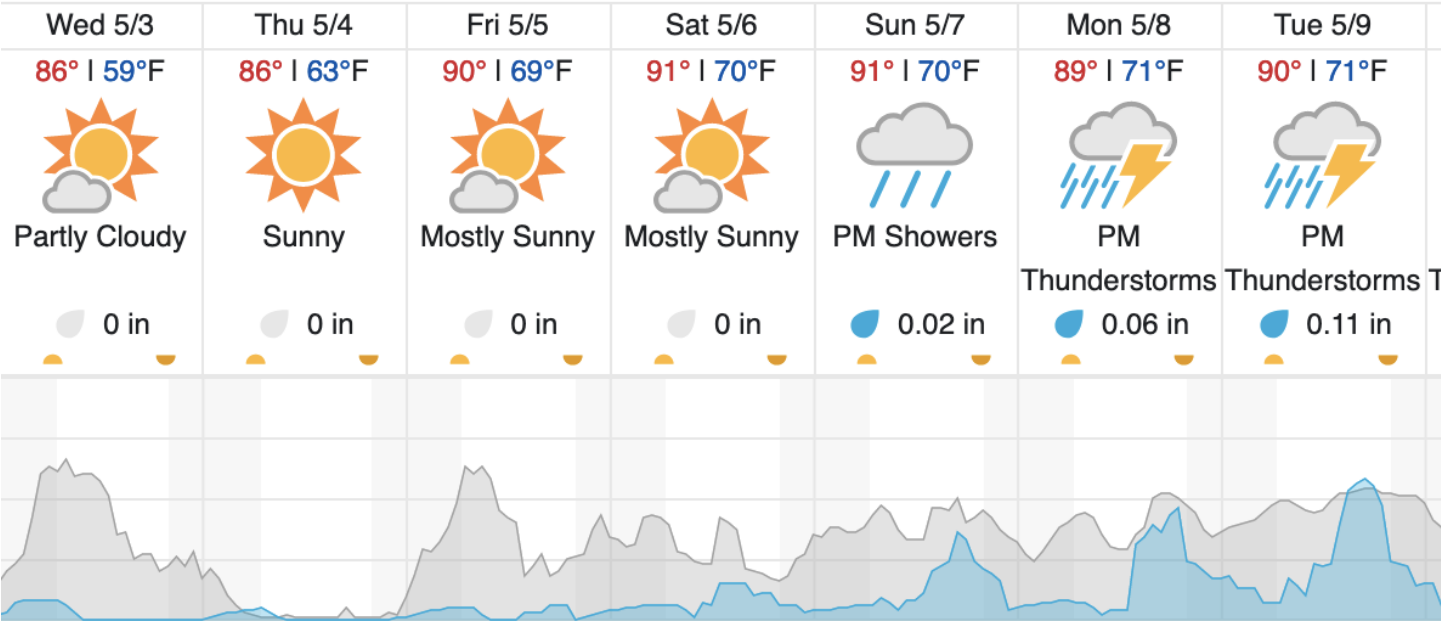 Wed 5/3 Thu 5/4 Fri 5/5 Sat 5/6 Sun 5/7 Mon 5/8 Tue 5/9
86° | 59°F 86° | 63°F 90° | 69°F 91° | 70°F 91° | 70°F 89° | 71°F 90° | 71°F
Partly Cloudy Sunny Mostly Sunny Mostly Sunny PM Showers PM PM
Thunderstorms Thunderstorms T
0 in 0 in 0 in 0 in 0.02 in 0.06 in 0.11 in